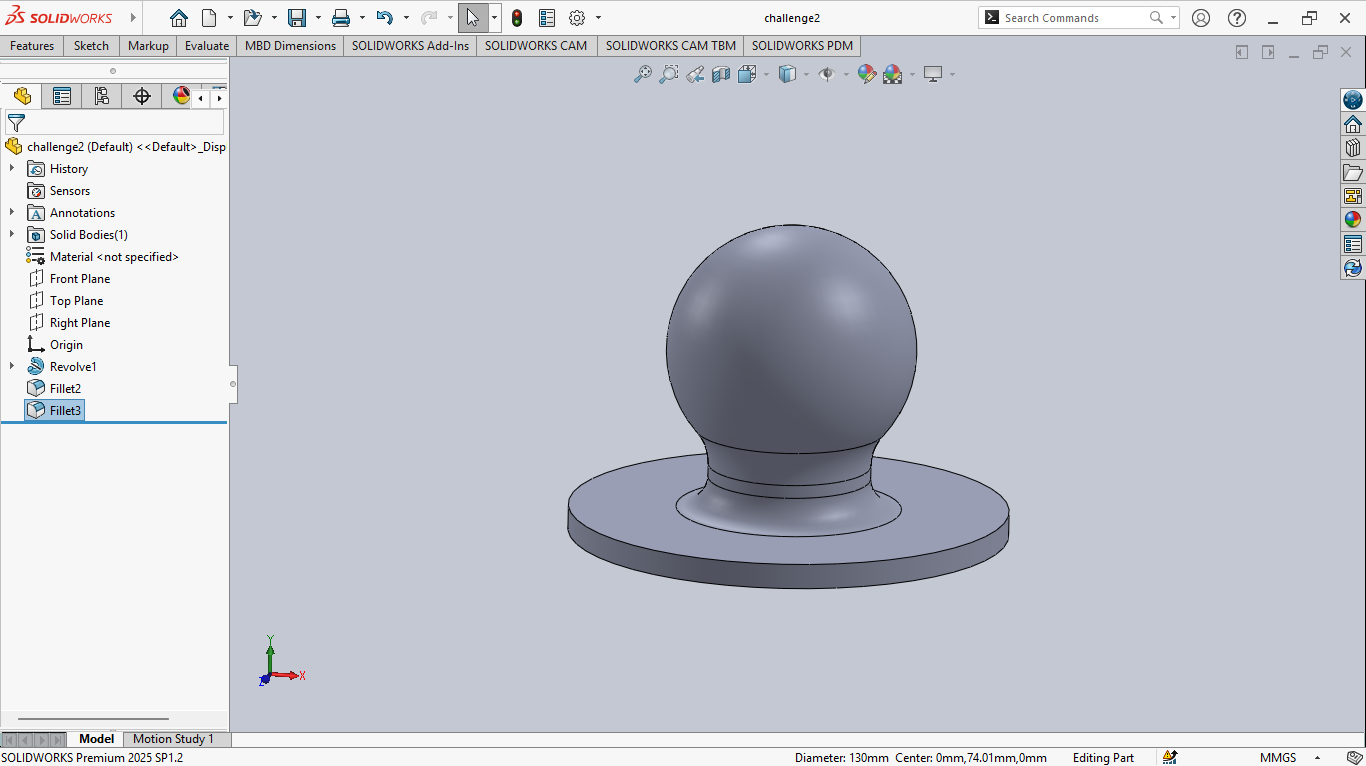 SOLIDWORKS
challenge2
Search Commands
Features Sketch Markup Evaluate MBD Dimensions SOLIDWORKS Add-Ins SOLIDWORKS CAM SOLIDWORKS CAM TBM SOLIDWORKS PDM
challenge2 (Default) <<Default>_Disp
History
Sensors
Annotations
Solid Bodies(1)
Material <not specified>
Front Plane
Top Plane
Right Plane
Origin
Revolve1
Fillet2
Fillet3
Y
X
Z
Model Motion Study 1
SOLIDWORKS Premium 2025 SP1.2 Diameter: 130mm Center: 0mm,74.01mm,0mm Editing Part MMGS